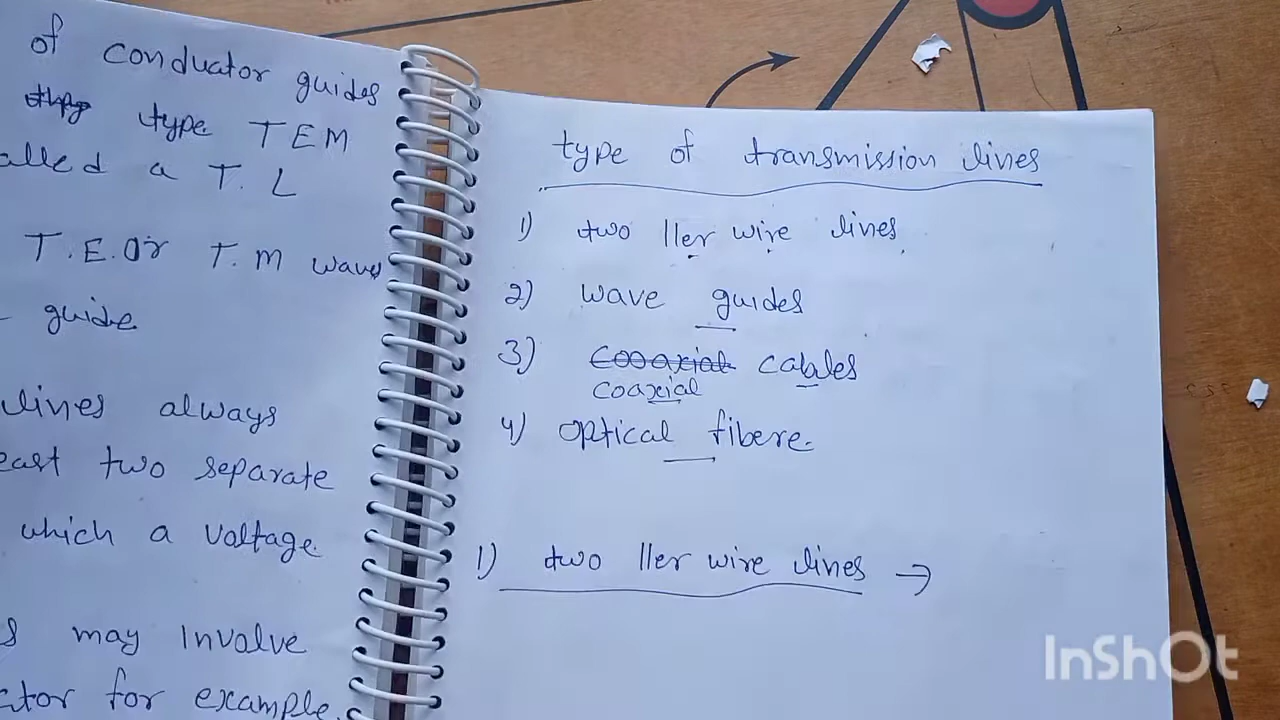 of conductor guides
type TEM
alled a T. L
T.E. Or T.M wave
guide
lines always
east two separate
which a voltage
s may involve
ctor for example.
type of transmission lines
1) two ller wire lines
2) wave guides
3) Cooaxial cables
coaxial
4) optical fibere
1) two ller wire lines →
InShOt